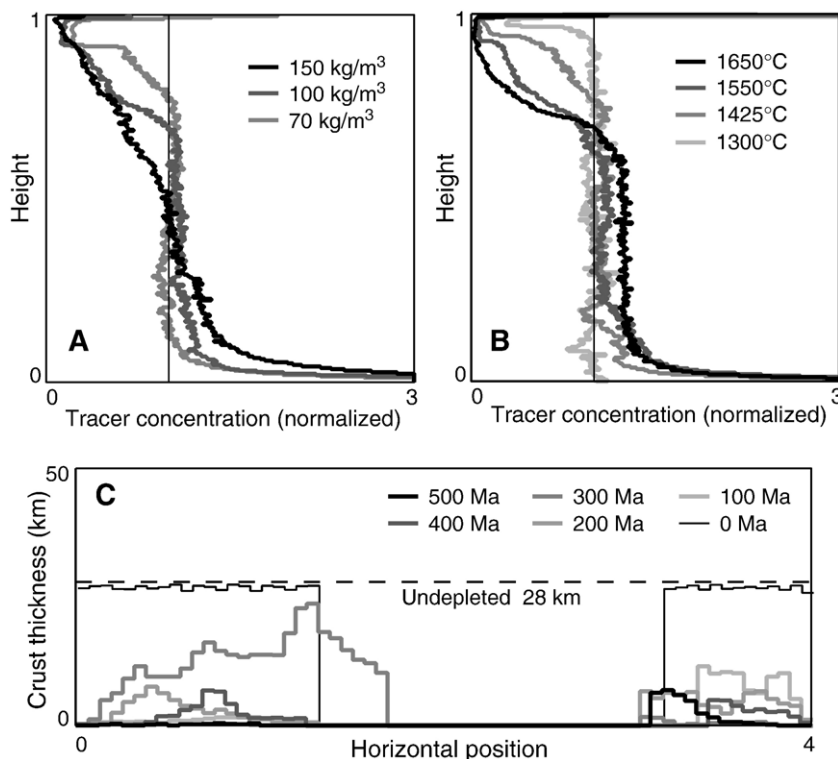 1
150 kg/m³
100 kg/m³
70 kg/m³
Height
A
0
0
3
Tracer concentration (normalized)
1
1650°C
1550°C
1425°C
1300°C
Height
B
0
0
3
Tracer concentration (normalized)
50
C
500 Ma
300 Ma
100 Ma
400 Ma
200 Ma
0 Ma
Crust thickness (km)
Undepleted 28 km
0
0
4
Horizontal position